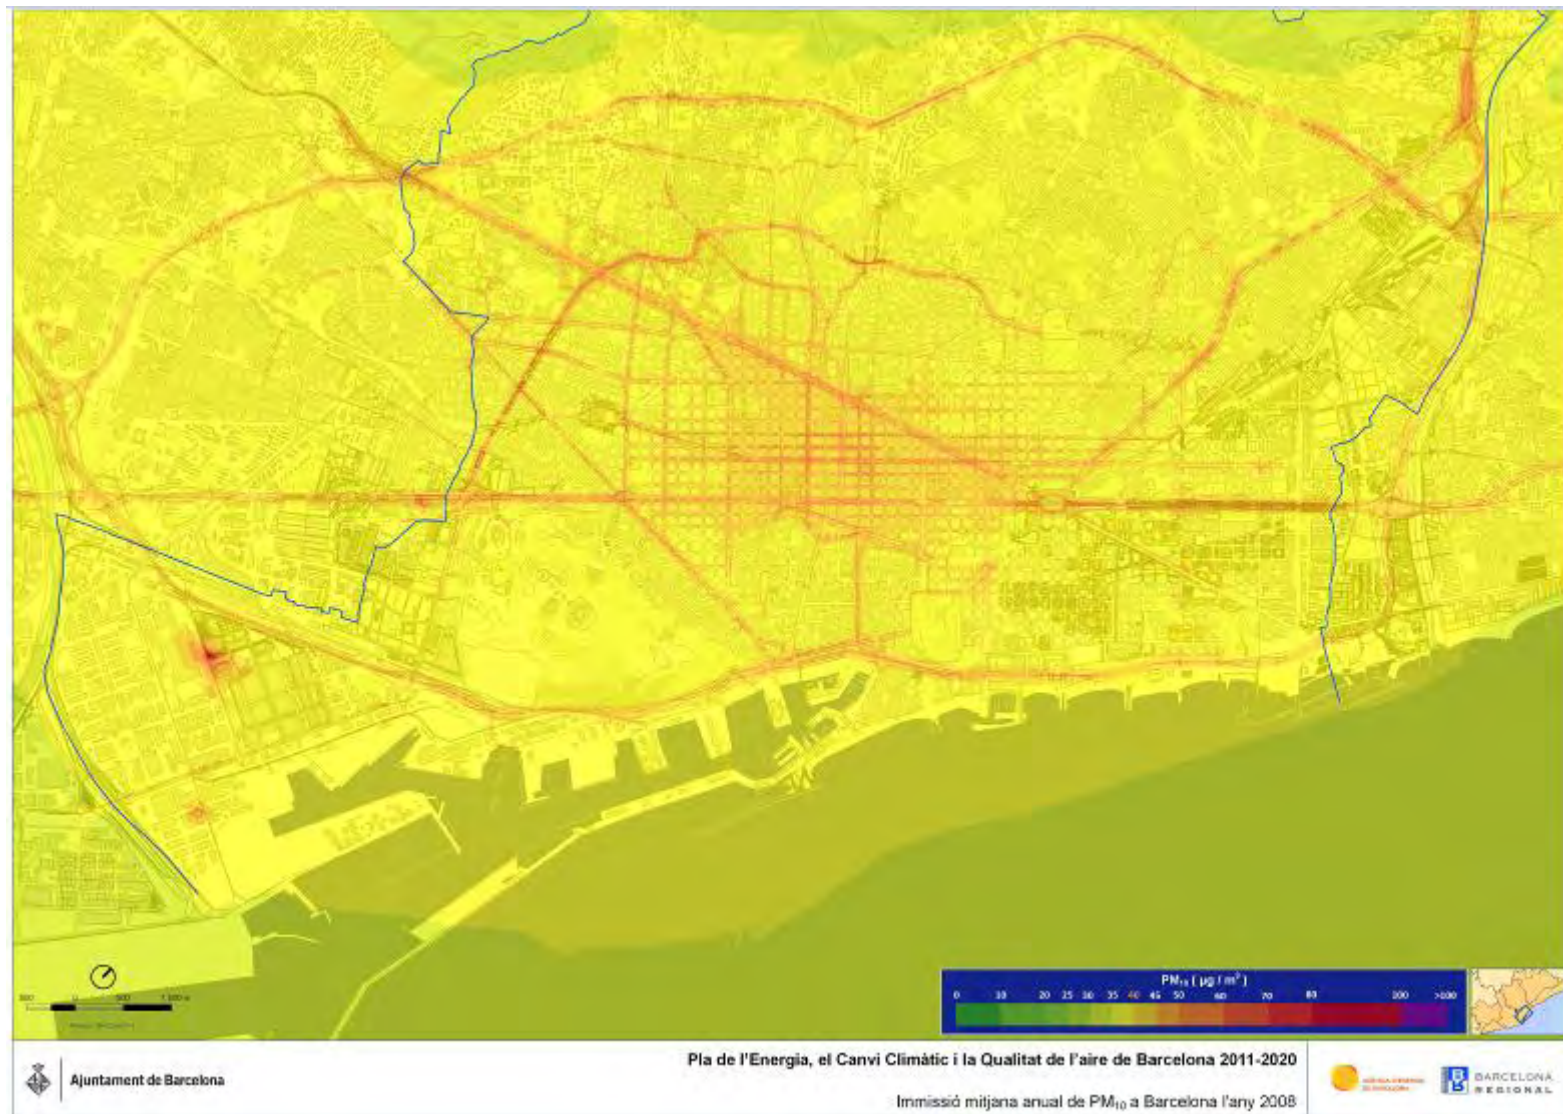 PM₁₀ ( µg / m³ )
0 10 20 25 30 35 40 45 50 60 70 80 100 >100
Pla de l'Energia, el Canvi Climàtic i la Qualitat de l'aire de Barcelona 2011-2020
Ajuntament de Barcelona
BARCELONA
REGIONAL
Immissió mitjana anual de PM₁₀ a Barcelona l'any 2008